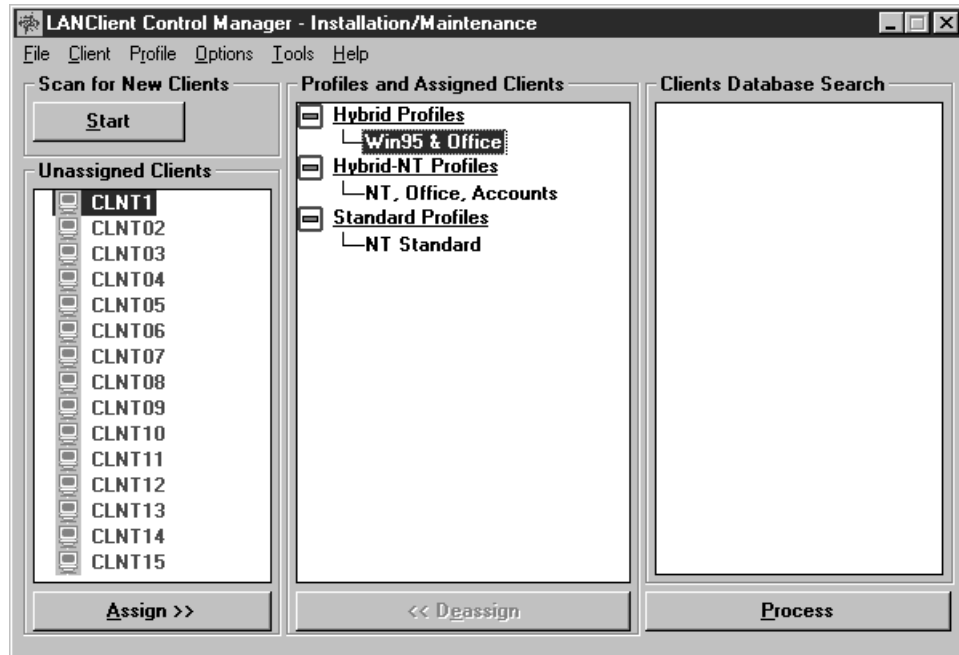 LANClient Control Manager - Installation/Maintenance
File Client Profile Options Tools Help
Scan for New Clients
Start
Unassigned Clients
CLNT1
CLNT02
CLNT03
CLNT04
CLNT05
CLNT06
CLNT07
CLNT08
CLNT09
CLNT10
CLNT11
CLNT12
CLNT13
CLNT14
CLNT15
Assign >>
Profiles and Assigned Clients
Hybrid Profiles
Win95 & Office
Hybrid-NT Profiles
NT, Office, Accounts
Standard Profiles
NT Standard
<< Deassign
Clients Database Search
Process